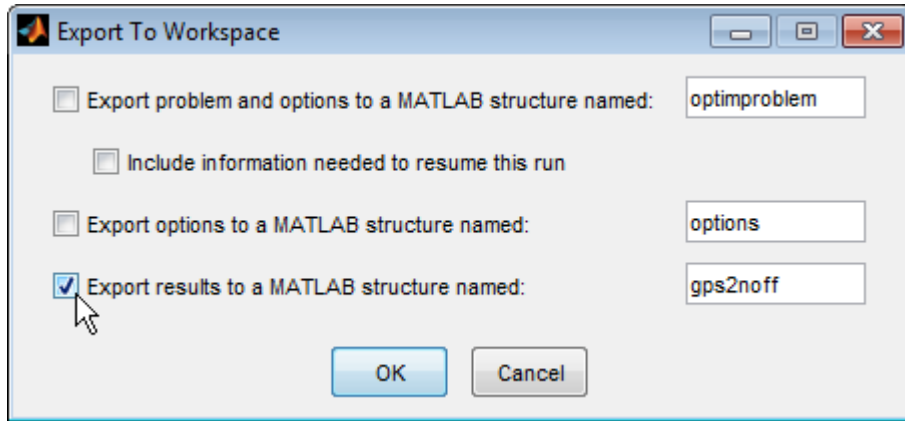 Export To Workspace
Export problem and options to a MATLAB structure named: optimproblem
Include information needed to resume this run
Export options to a MATLAB structure named: options
Export results to a MATLAB structure named: gps2noff
OK Cancel